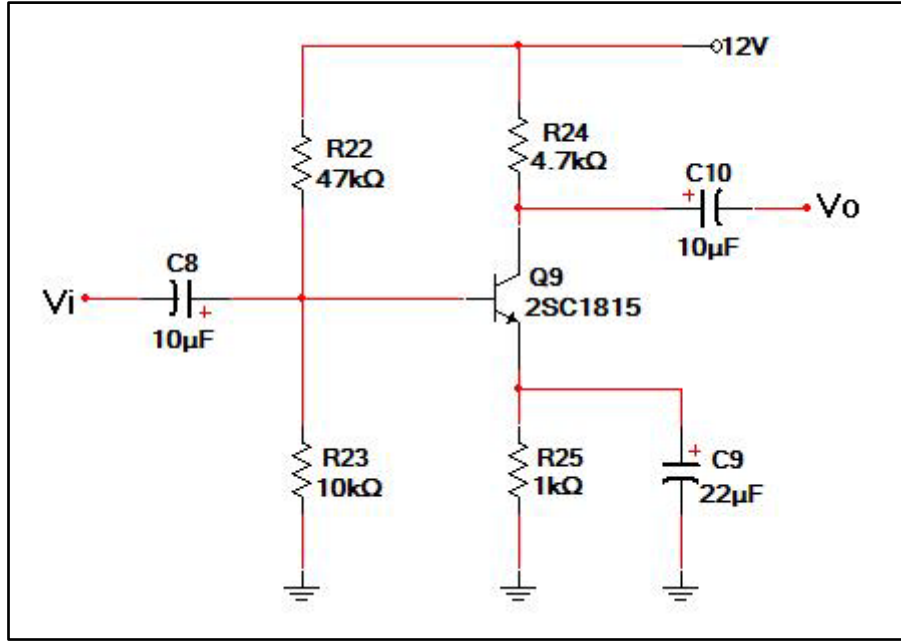 12V
R22
47kΩ
R24
4.7kΩ
C10
+
10µF
Vo
C8
+
10µF
Vi
Q9
2SC1815
R23
10kΩ
R25
1kΩ
+
C9
22µF